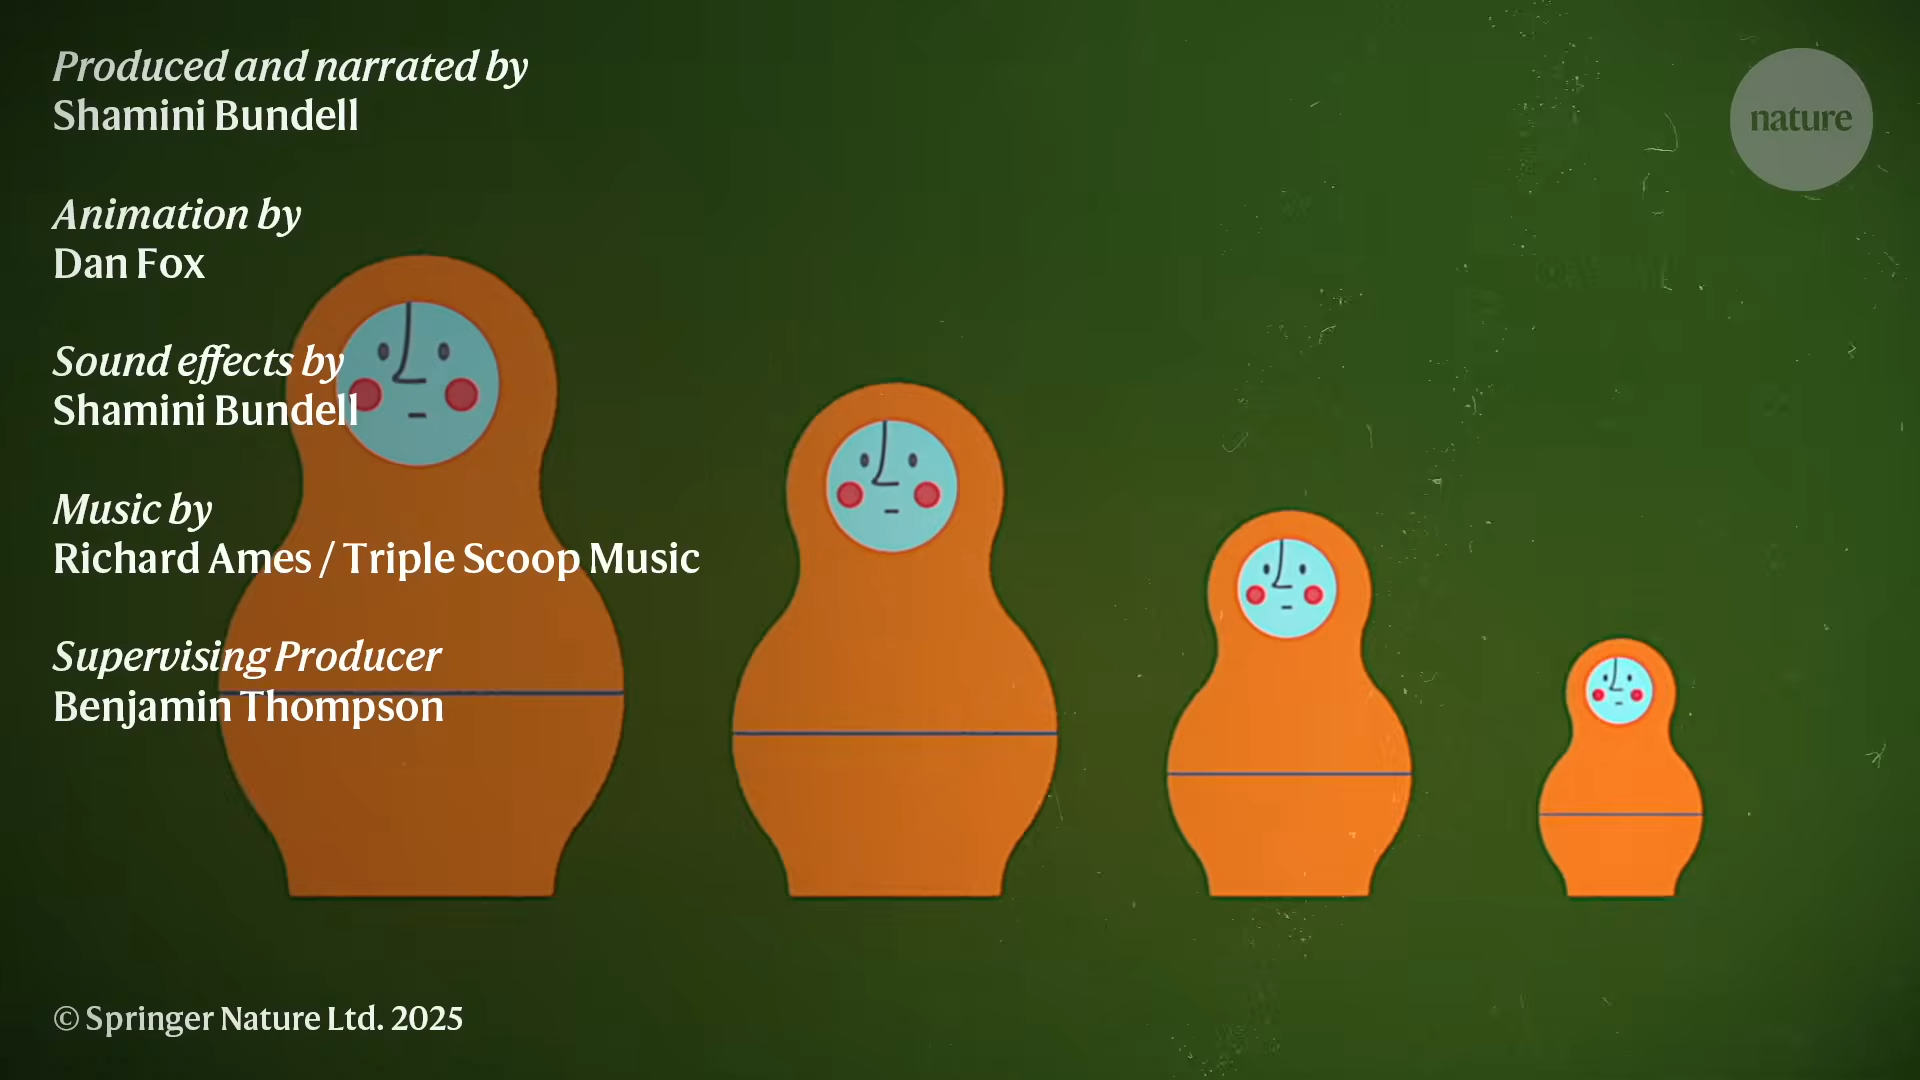 Produced and narrated by
Shamini Bundell
Animation by
Dan Fox
Sound effects by
Shamini Bundell
Music by
Richard Ames / Triple Scoop Music
Supervising Producer
Benjamin Thompson
© Springer Nature Ltd. 2025
nature